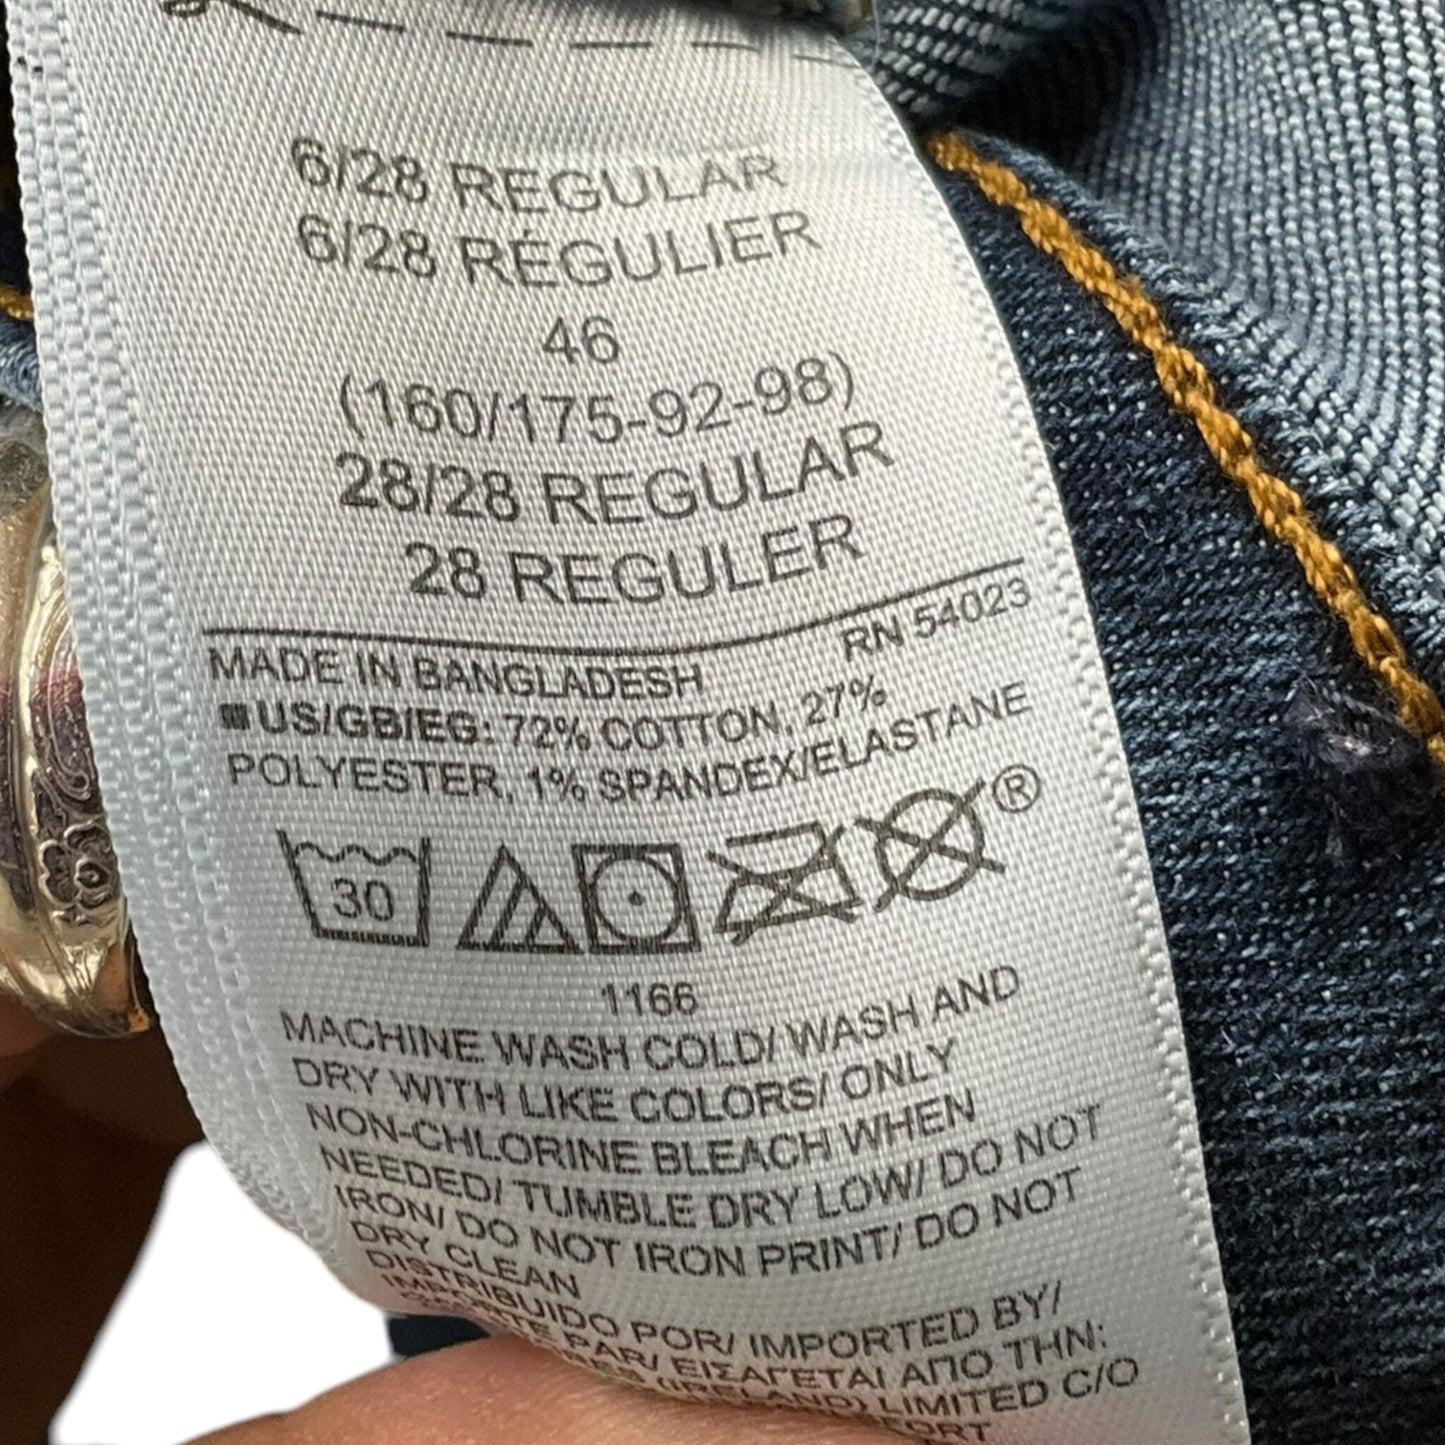 6/28 REGULAR
6/28 RÉGULIER
46
(160/175-92-98)
28/28 REGULAR
28 REGULER
RN 54023
MADE IN BANGLADESH
US/GB/EG: 72% COTTON, 27%
POLYESTER, 1% SPANDEX/ELASTANE
30
®
1166
MACHINE WASH COLD/ WASH AND
DRY WITH LIKE COLORS/ ONLY
NON-CHLORINE BLEACH WHEN
NEEDED/ TUMBLE DRY LOW/ DO NOT
IRON/ DO NOT IRON PRINT/ DO NOT
DRY CLEAN
DISTRIBUIDO POR/ IMPORTED BY/
PAR/ ΕΙΣΑΓΕΤΑΙ ΑΠΟ ΤΗΝ:
(IRELAND) LIMITED C/O